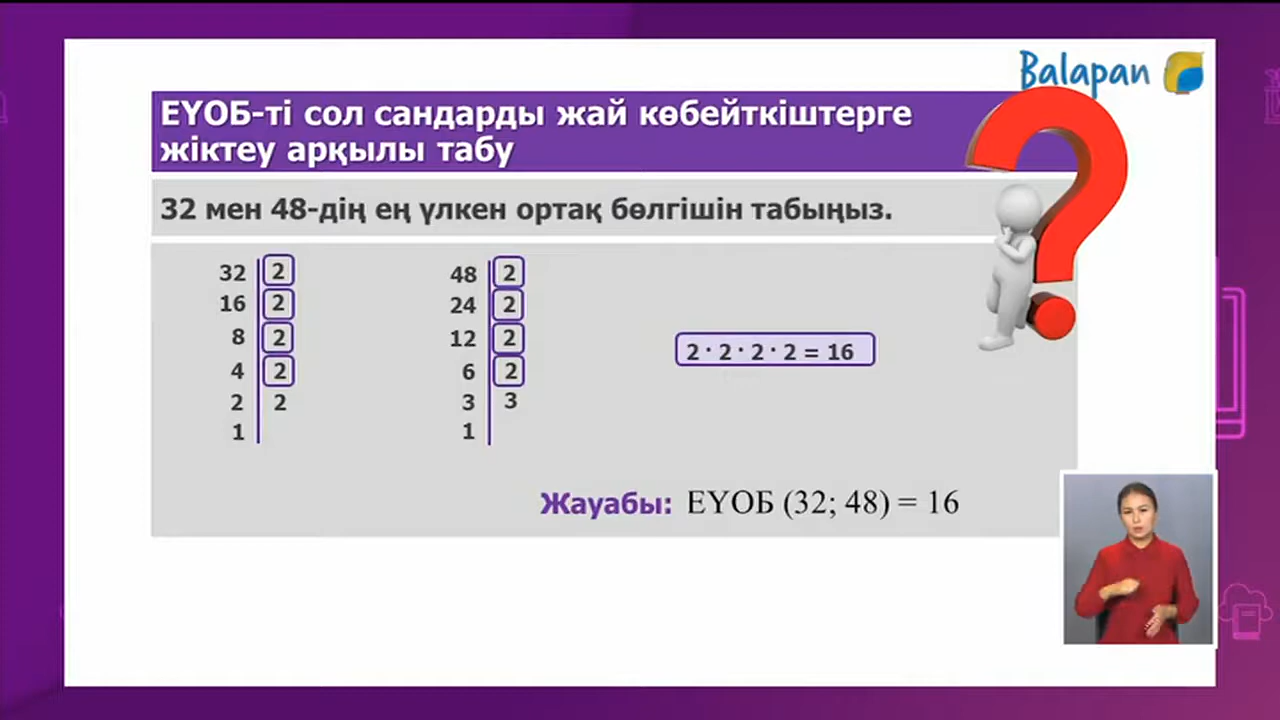 Balapan
ЕҮОБ-ті сол сандарды жай көбейткіштерге
жіктеу арқылы табу
32 мен 48-дің ең үлкен ортақ бөлгішін табыңыз.
32 2
16 2
8 2
4 2
2 2
1
48 2
24 2
12 2
6 2
3 3
1
2 · 2 · 2 · 2 = 16
Жауабы: ЕҮОБ (32; 48) = 16